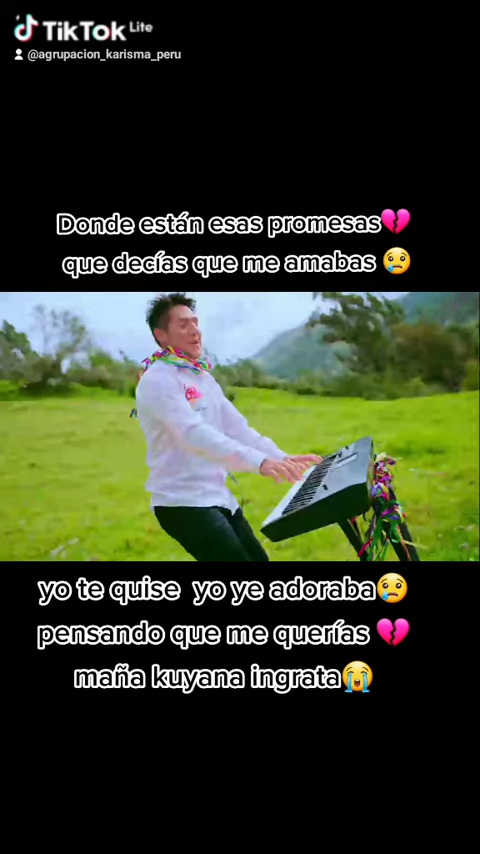 TikTok Lite
@agrupacion_karisma_peru
Donde están esas promesas💔
que decías que me amabas 😢
yo te quise yo ye adoraba😢
pensando que me querías 💔
maña kuyana ingrata😭